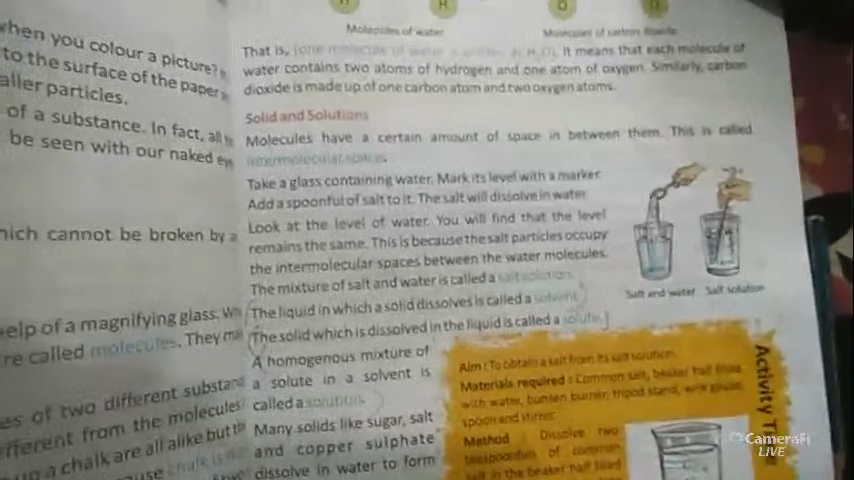 when you colour a picture?
to the surface of the paper
aller particles.
of a substance. In fact, all
be seen with our naked eye
hich cannot be broken by a
elp of a magnifying glass.
re called molecules. They
es of two different
fferent from the molecules
a chalk are all alike but
chalk is
Molecules of water
Molecules of carbon dioxide
That is, (one molecule of water is written as H₂O). It means that each molecule of
water contains two atoms of hydrogen and one atom of oxygen. Similarly, carbon
dioxide is made up of one carbon atom and two oxygen atoms.
Solid and Solutions
Molecules have a certain amount of space in between them. This is called
intermolecular spaces.
Take a glass containing water. Mark its level with a marker.
Add a spoonful of salt to it. The salt will dissolve in water.
Look at the level of water. You will find that the level
remains the same. This is because the salt particles occupy
the intermolecular spaces between the water molecules.
The mixture of salt and water is called a salt solution.
The liquid in which a solid dissolves is called a solvent.
The solid which is dissolved in the liquid is called a solute.
A homogenous mixture of
a solute in a solvent is
called a solution.
Many solids like sugar, salt
and copper sulphate
dissolve in water to form
Salt and water Salt solution
Aim : To obtain a salt from its salt solution.
Materials required : Common salt, beaker half filled
with water, bunsen burner, tripod stand, wire gauze,
spoon and stirrer.
Method : Dissolve two
teaspoonfuls of common
salt in the beaker half filled
Activity
CameraFi
LIVE